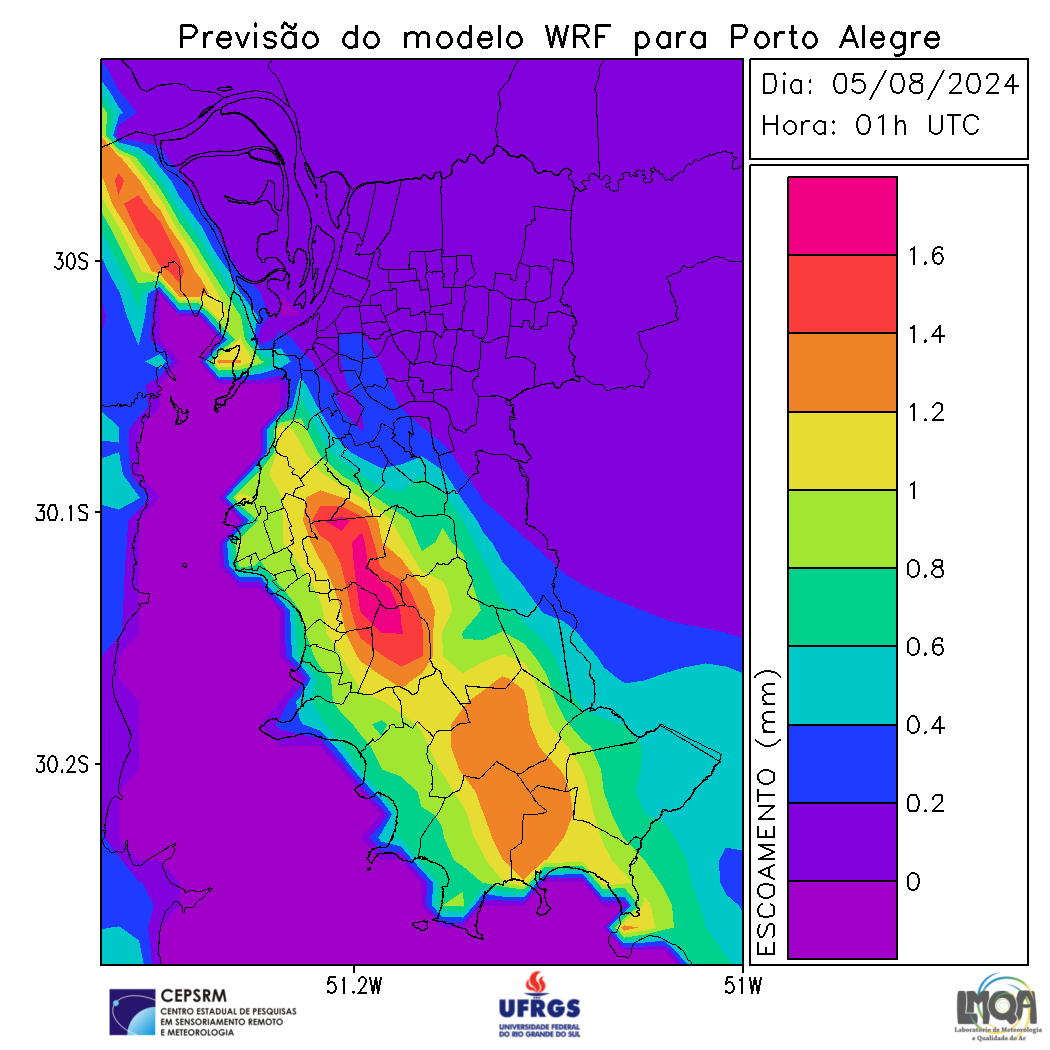 Previsão do modelo WRF para Porto Alegre
Dia: 05/08/2024
Hora: 01h UTC
30S
30.1S
30.2S
51.2W
51W
ESCOAMENTO (mm)
1.6
1.4
1.2
1
0.8
0.6
0.4
0.2
0
CEPSRM
CENTRO ESTADUAL DE PESQUISAS
EM SENSORIAMENTO REMOTO
E METEOROLOGIA
UFRGS
UNIVERSIDADE FEDERAL
DO RIO GRANDE DO SUL
LMQA
Laboratório de Meteorologia
e Qualidade do Ar